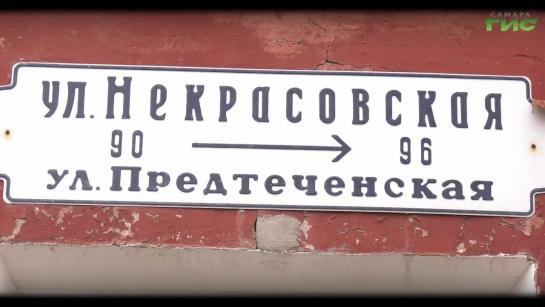 САМАРА
ГИС
ул. Некрасовская
90 96
ул. Предтеченская